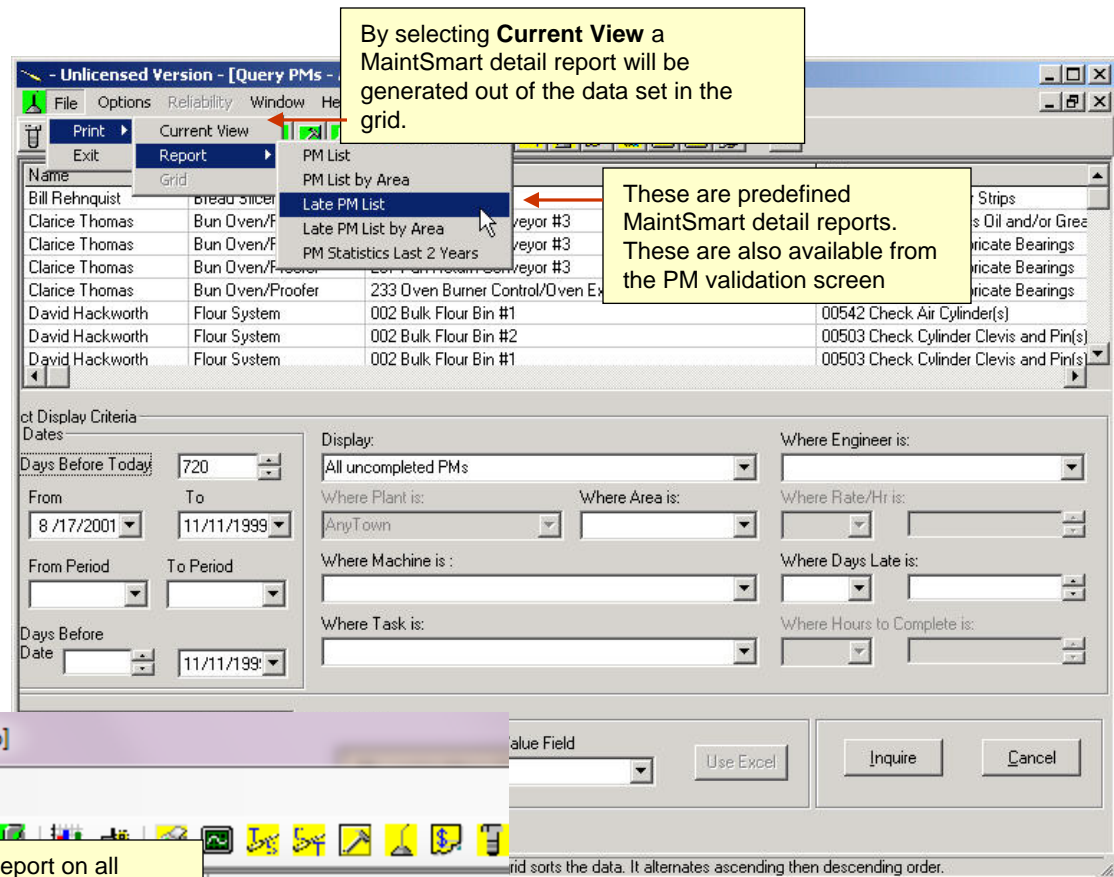 By selecting Current View a
MaintSmart detail report will be
generated out of the data set in the
grid.
- Unlicensed Version - [Query PMs -
File Options Reliability Window
Print Current View
Exit Report PM List
Grid PM List by Area
Late PM List
Late PM List by Area
PM Statistics Last 2 Years
These are predefined
MaintSmart detail reports.
These are also available from
the PM validation screen
Name
Bill Rehnquist Bread Slicer Strips
Clarice Thomas Bun Oven/P veyor #3 s Oil and/or Grea
Clarice Thomas Bun Oven/P veyor #3 ricate Bearings
Clarice Thomas Bun Oven/P veyor #3 ricate Bearings
Clarice Thomas Bun Oven/Proofer 233 Oven Burner Control/Oven Ex ricate Bearings
David Hackworth Flour System 002 Bulk Flour Bin #1 00542 Check Air Cylinder(s)
David Hackworth Flour System 002 Bulk Flour Bin #2 00503 Check Cylinder Clevis and Pin(s)
David Hackworth Flour System 002 Bulk Flour Bin #1 00503 Check Cylinder Clevis and Pin(s)
ct Display Criteria
Dates Display: Where Engineer is:
Days Before Today 720 All uncompleted PMs
From To Where Plant is: Where Area is: Where Rate/Hr is:
8 /17/2001 11/11/1999 AnyTown
From Period To Period Where Machine is : Where Days Late is:
Days Before Where Task is: Where Hours to Complete is:
Date 11/11/199
alue Field
Use Excel Inquire Cancel
eport on all
rid sorts the data. It alternates ascending then descending order.